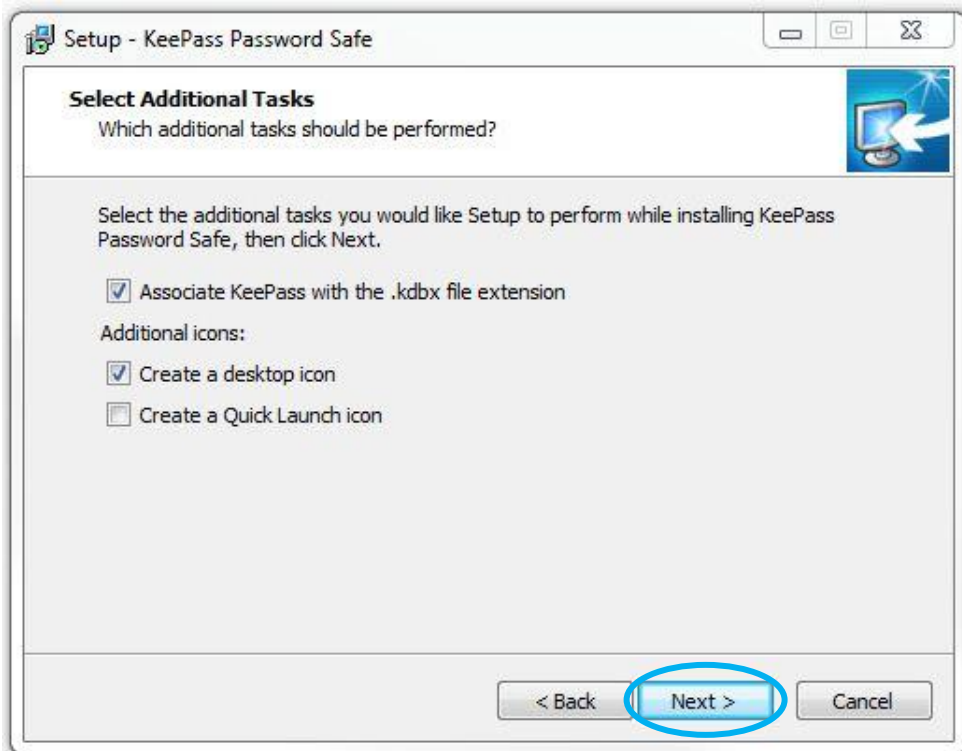 Setup - KeePass Password Safe
Select Additional Tasks
Which additional tasks should be performed?
Select the additional tasks you would like Setup to perform while installing KeePass
Password Safe, then click Next.
Associate KeePass with the .kdbx file extension
Additional icons:
Create a desktop icon
Create a Quick Launch icon
< Back Next > Cancel